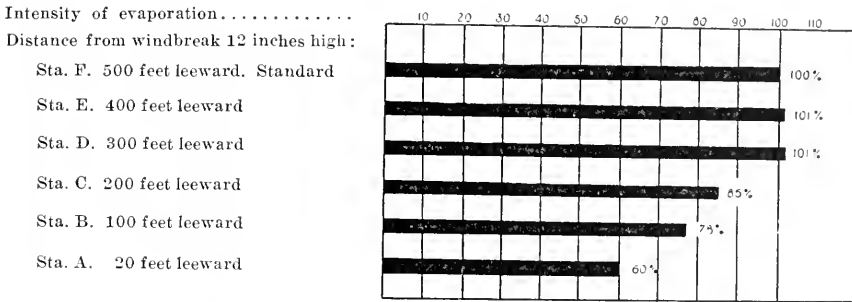 Intensity of evaporation.............
10 20 30 40 50 60 70 80 90 100 110
Distance from windbreak 12 inches high:
Sta. F. 500 feet leeward. Standard 100%
Sta. E. 400 feet leeward 101%
Sta. D. 300 feet leeward 101%
Sta. C. 200 feet leeward 85%
Sta. B. 100 feet leeward
Sta. A. 20 feet leeward 60%